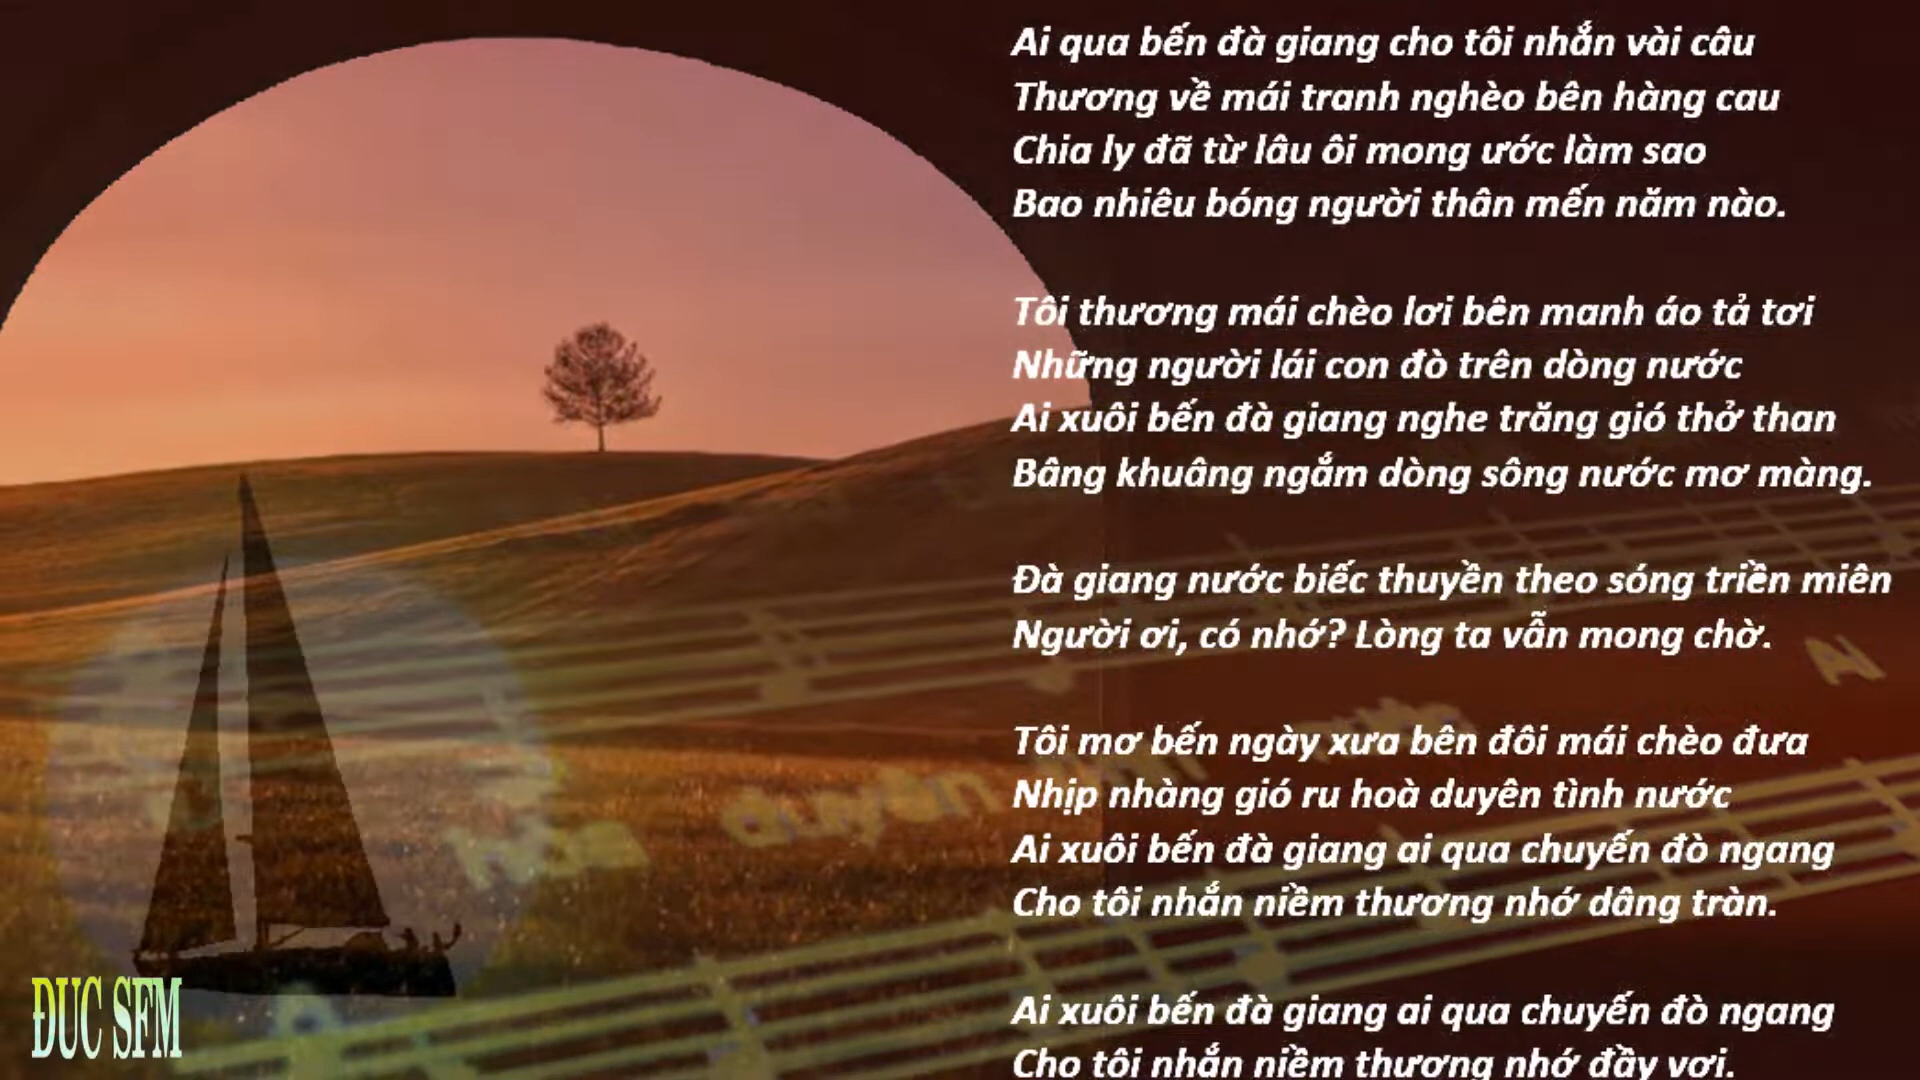 Ai qua bến đà giang cho tôi nhắn vài câu
Thương về mái tranh nghèo bên hàng cau
Chia ly đã từ lâu ôi mong ước làm sao
Bao nhiêu bóng người thân mến năm nào.
Tôi thương mái chèo lơi bên manh áo tả tơi
Những người lái con đò trên dòng nước
Ai xuôi bến đà giang nghe trăng gió thở than
Bâng khuâng ngắm dòng sông nước mơ màng.
Đà giang nước biếc thuyền theo sóng triền miên
Người ơi, có nhớ? Lòng ta vẫn mong chờ.
Tôi mơ bến ngày xưa bên đôi mái chèo đưa
Nhịp nhàng gió ru hoà duyên tình nước
Ai xuôi bến đà giang ai qua chuyến đò ngang
Cho tôi nhắn niềm thương nhớ dâng tràn.
Ai xuôi bến đà giang ai qua chuyến đò ngang
Cho tôi nhắn niềm thương nhớ đầy vơi.
Ai
duyên
ĐUC SFM